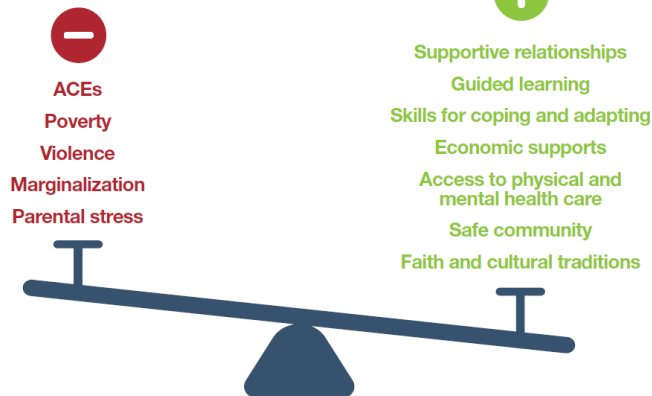 ACEs
Poverty
Violence
Marginalization
Parental stress
Supportive relationships
Guided learning
Skills for coping and adapting
Economic supports
Access to physical and
mental health care
Safe community
Faith and cultural traditions